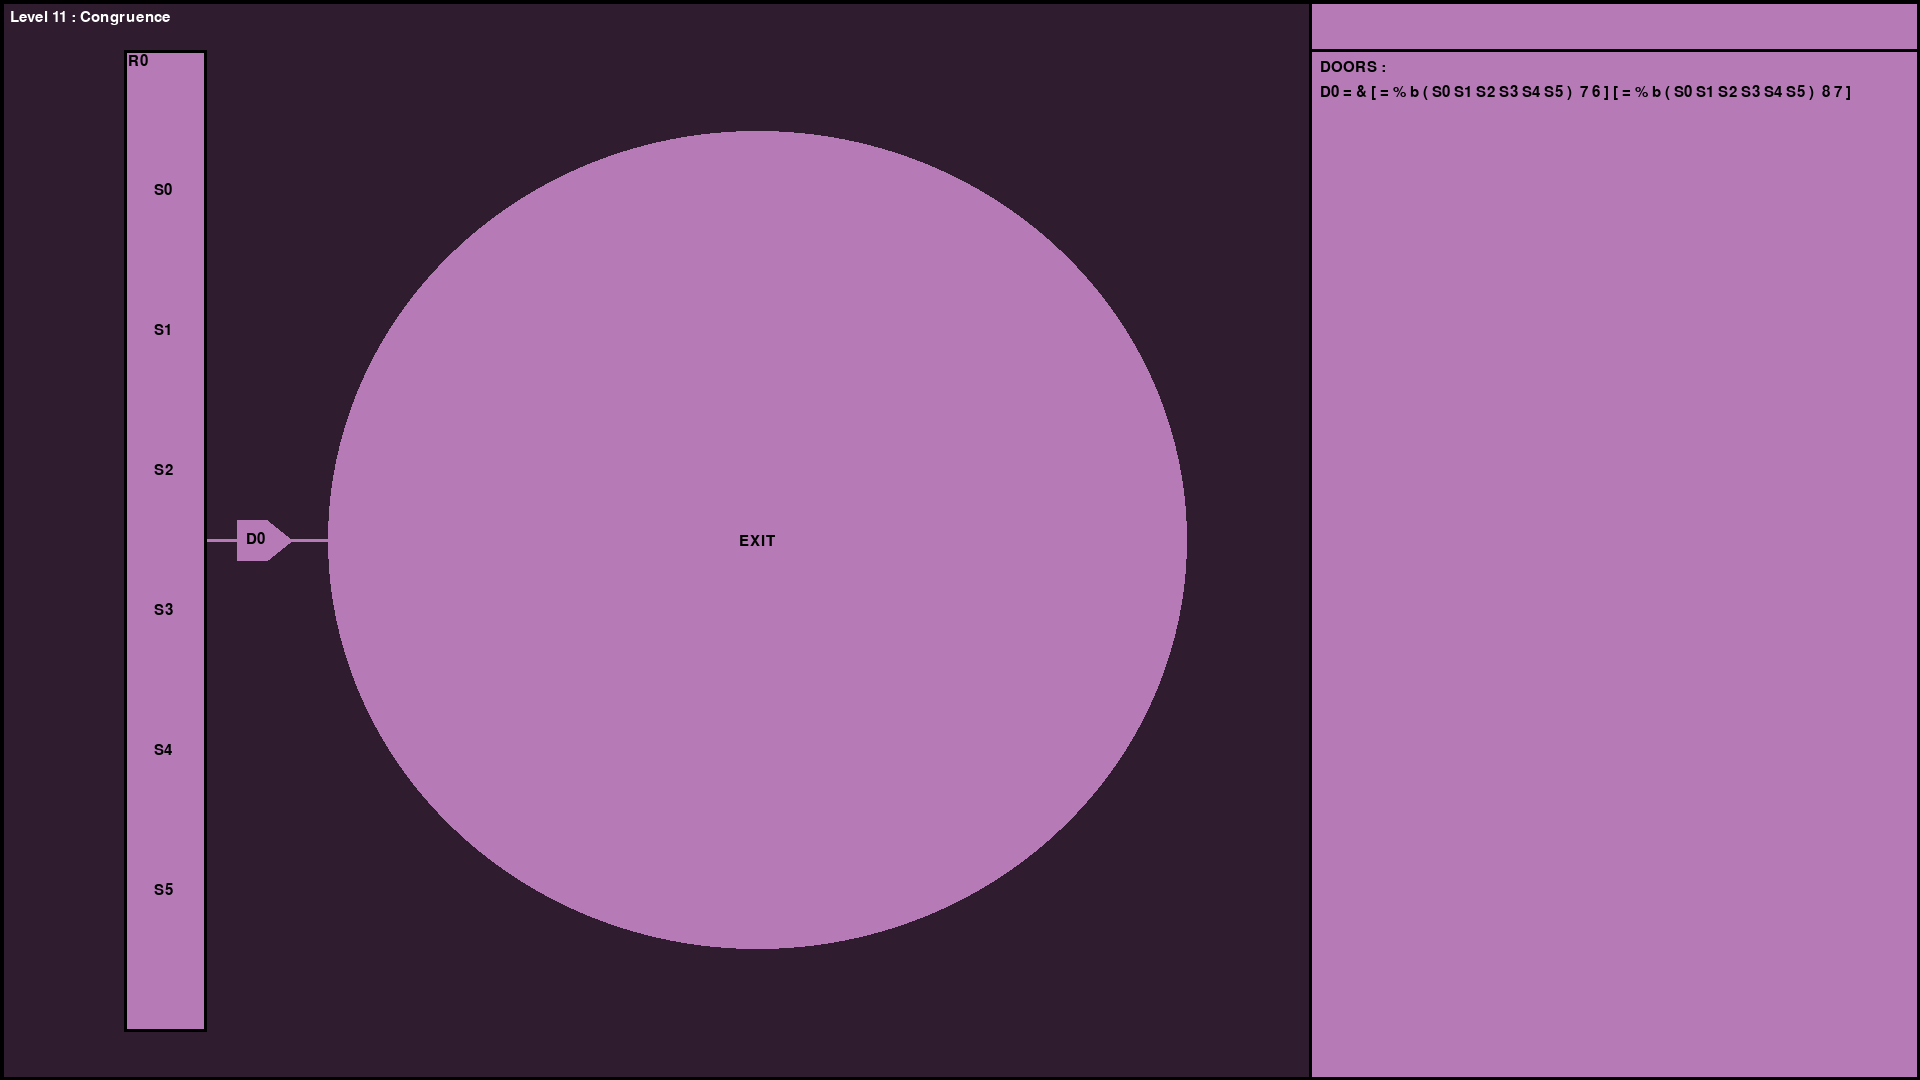 Level 11 : Congruence
R0
S0
S1
S2
D0
S3
S4
S5
EXIT
DOORS :
D0 = & [ = % b ( S0 S1 S2 S3 S4 S5 ) 7 6 ] [ = % b ( S0 S1 S2 S3 S4 S5 ) 8 7 ]